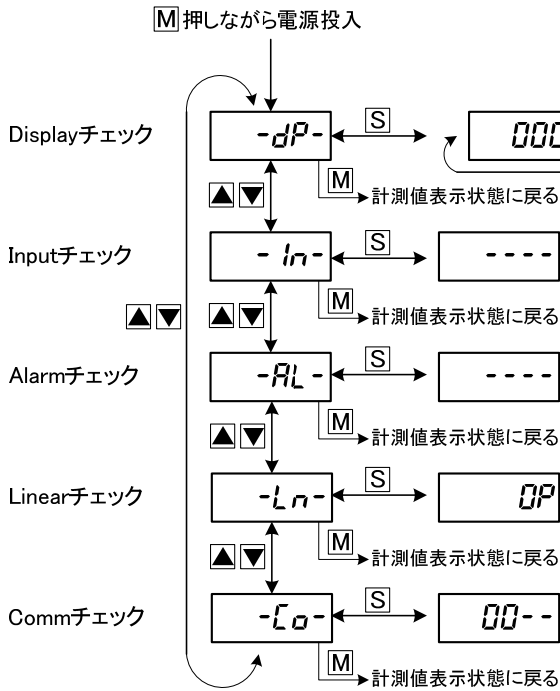 M 押しながら電源投入
Displayチェック
-dP-
S
000
M
計測値表示状態に戻る
▲ ▼
Inputチェック
- In-
S
----
M
計測値表示状態に戻る
▲ ▼
▲ ▼
Alarmチェック
-AL-
S
----
M
計測値表示状態に戻る
▲ ▼
Linearチェック
-Ln-
S
OP
M
計測値表示状態に戻る
▲ ▼
Commチェック
-Co-
S
00--
M
計測値表示状態に戻る